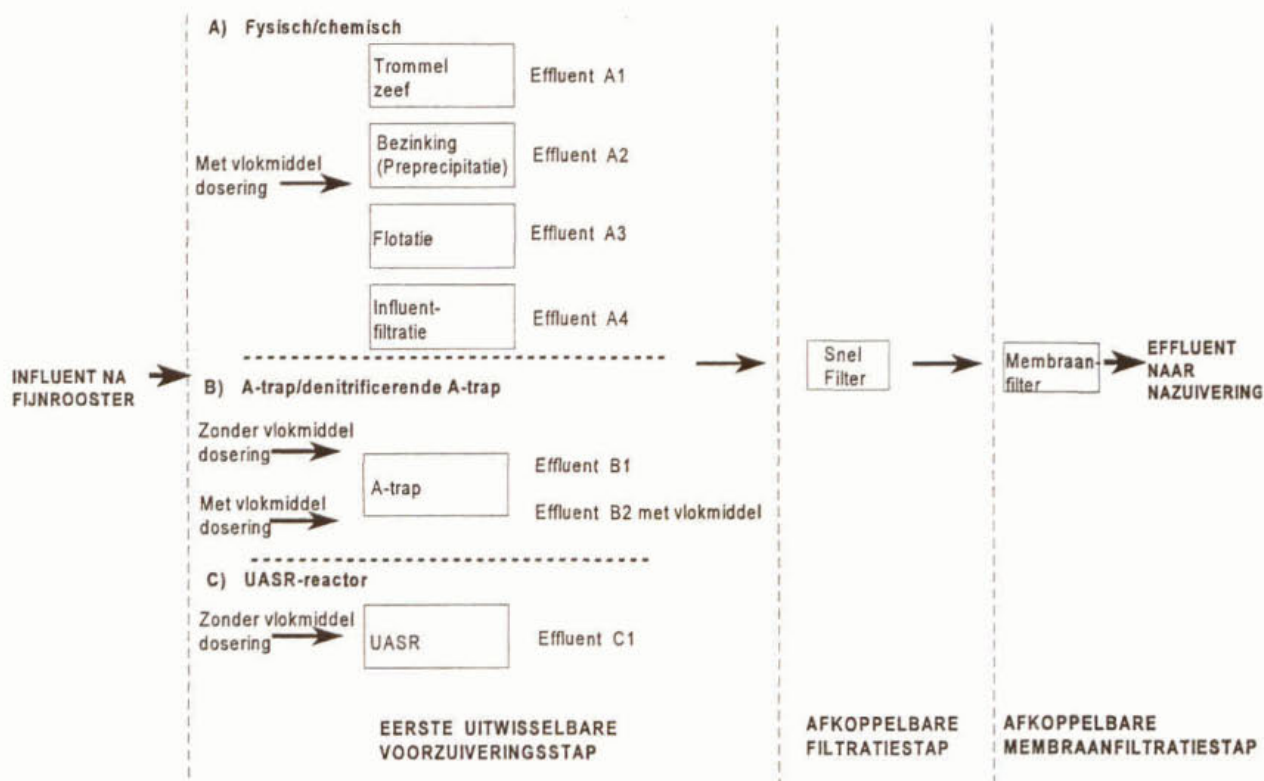 A) Fysisch/chemisch
Trommel
zeef
Effluent A1
Met vlokmiddel
dosering
Bezinking
(Preprecipitatie)
Effluent A2
Flotatie
Effluent A3
Influent-
filtratie
Effluent A4
INFLUENT NA
FIJNROOSTER
B) A-trap/denitrificerende A-trap
Zonder vlokmiddel
dosering
Met vlokmiddel
dosering
A-trap
Effluent B1
Effluent B2 met vlokmiddel
C) UASR-reactor
Zonder vlokmiddel
dosering
UASR
Effluent C1
Snel
Filter
Membraan-
filter
EFFLUENT
NAAR
NAZUIVERING
EERSTE UITWISSELBARE
VOORZUIVERINGSSTAP
AFKOPPELBARE
FILTRATIESTAP
AFKOPPELBARE
MEMBRAANFILTRATIESTAP